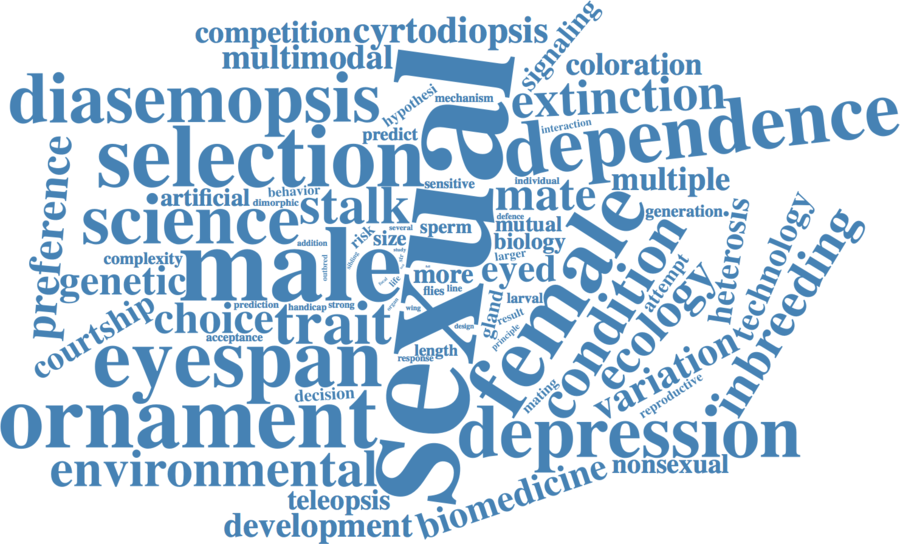 competition
cyrtodiopsis
signaling
multimodal
coloration
diasemopsis
hypothesi
mechanism
extinction
sexual
dependence
interaction
predict
selection
preference
artificial
behavior
dimorphic
sensitive
individual
multiple
mate
stalk
science
generation
defence
mutual
sperm
several
risk
size
study
biology
larger
addition
male
female
complexity
genetic
outbred
sibling
life
more
eyed
flies
line
condition
attempt
heterosis
technology
inbreeding
ecology
larval
gland
courtship
prediction
handicap
strong
organ
wing
choice
trait
acceptance
design
result
principle
length
response
eyespan
variation
decision
mating
reproductive
ornament
depression
environmental
nonsexual
biomedicine
teleopsis
development